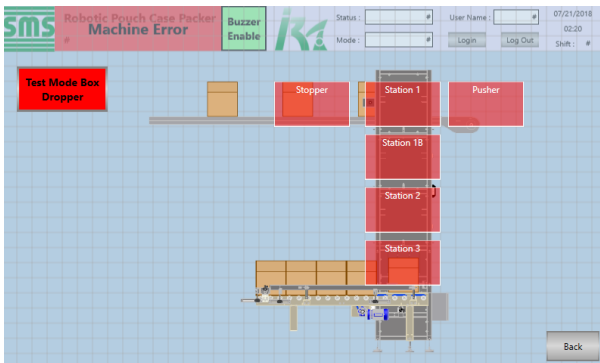 SMS
Robotic Pouch Case Packer
Machine Error
#
Buzzer
Enable
Status :
#
Mode :
#
User Name :
#
Login
Log Out
07/21/2018
02:20
Shift :
#
Test Mode Box
Dropper
Stopper
Station 1
Pusher
Station 1B
Station 2
Station 3
Back